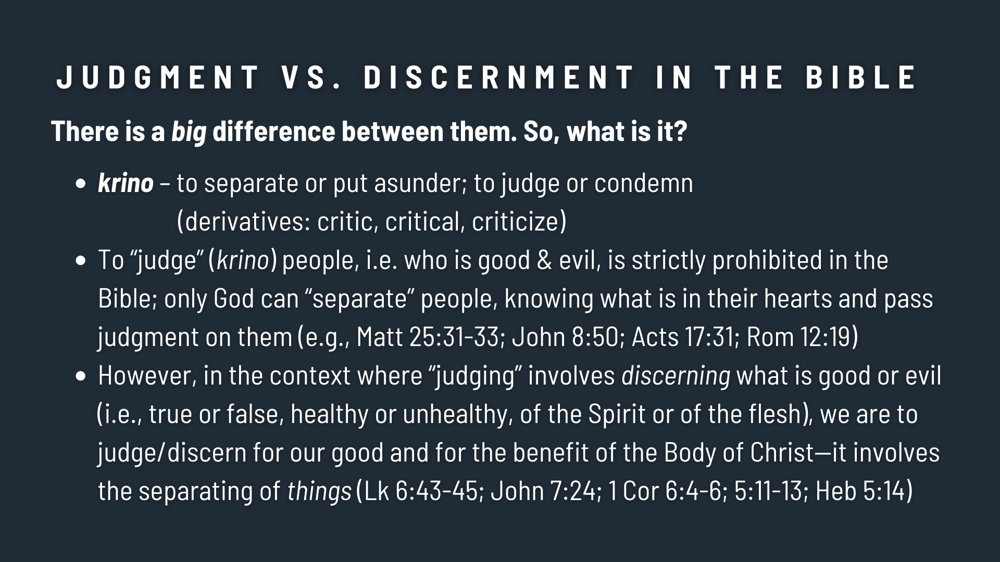 JUDGMENT VS. DISCERNMENT IN THE BIBLE
There is a big difference between them. So, what is it?
• krino – to separate or put asunder; to judge or condemn
(derivatives: critic, critical, criticize)
• To “judge” (krino) people, i.e. who is good & evil, is strictly prohibited in the
Bible; only God can “separate” people, knowing what is in their hearts and pass
judgment on them (e.g., Matt 25:31-33; John 8:50; Acts 17:31; Rom 12:19)
• However, in the context where “judging” involves discerning what is good or evil
(i.e., true or false, healthy or unhealthy, of the Spirit or of the flesh), we are to
judge/discern for our good and for the benefit of the Body of Christ—it involves
the separating of things (Lk 6:43-45; John 7:24; 1 Cor 6:4-6; 5:11-13; Heb 5:14)